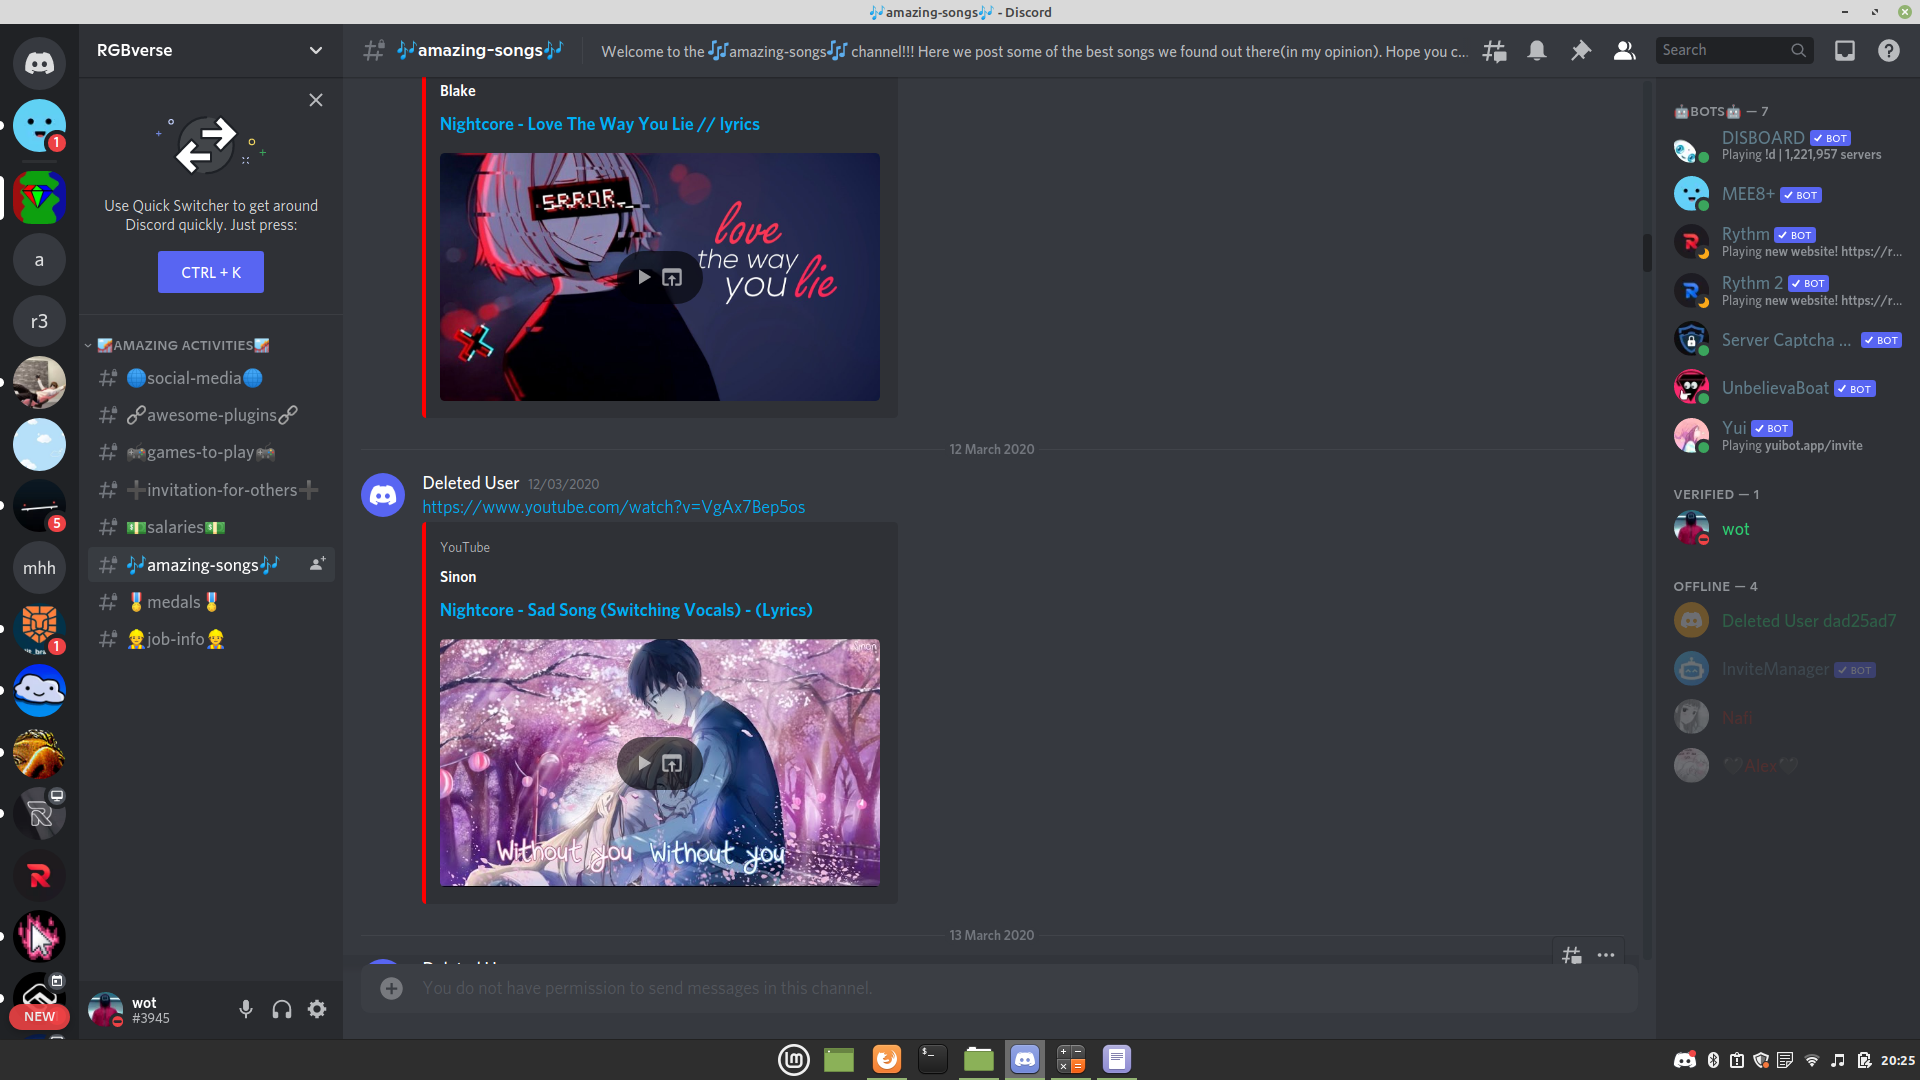 🎶amazing-songs🎶 - Discord
RGBverse
Use Quick Switcher to get around
Discord quickly. Just press:
CTRL + K
AMAZING ACTIVITIES
🌐social-media🌐
🔗awesome-plugins🔗
🎮games-to-play🎮
➕invitation-for-others➕
💵salaries💵
🎶amazing-songs🎶
🎖medals🎖
👷job-info👷
1
a
r3
5
mhh
1
NEW
wot
#3945
🎶amazing-songs🎶
Welcome to the 🎶amazing-songs🎶 channel!!! Here we post some of the best songs we found out there(in my opinion). Hope you c...
Search
Blake
Nightcore - Love The Way You Lie // lyrics
ERROR_
love
the way
you lie
12 March 2020
Deleted User 12/03/2020
https://www.youtube.com/watch?v=VgAx7Bep5os
YouTube
Sinon
Nightcore - Sad Song (Switching Vocals) - (Lyrics)
Without you Without you
13 March 2020
You do not have permission to send messages in this channel.
🤖BOTS🤖 — 7
DISBOARD ✓ BOT
Playing !d | 1,221,957 servers
MEE8+ ✓ BOT
Rythm ✓ BOT
Playing new website! https://r...
Rythm 2 ✓ BOT
Playing new website! https://r...
Server Captcha ... ✓ BOT
UnbelievaBoat ✓ BOT
Yui ✓ BOT
Playing yuibot.app/invite
VERIFIED — 1
wot
OFFLINE — 4
Deleted User dad25ad7
InviteManager ✓ BOT
Nafi
🖤Alex🖤
20:25